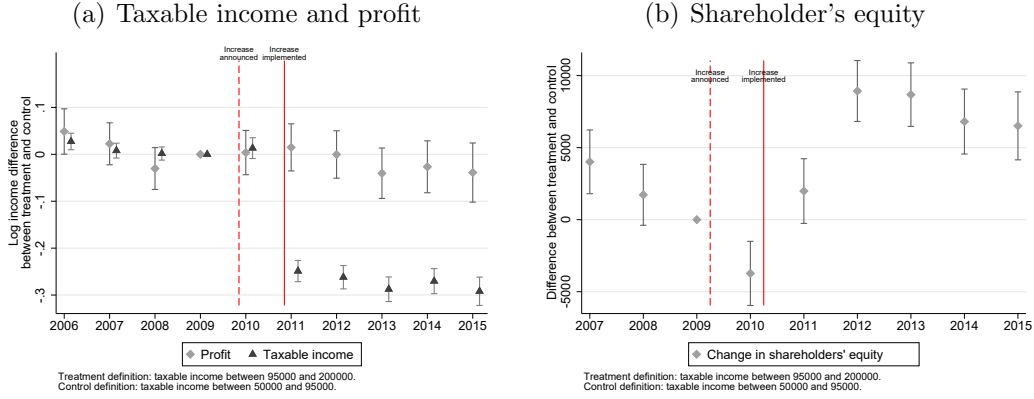 (a) Taxable income and profit
Increase announced
Increase implemented
Log income difference
between treatment and control
.1
0
-.1
-.2
-.3
2006 2007 2008 2009 2010 2011 2012 2013 2014 2015
Profit Taxable income
Treatment definition: taxable income between 95000 and 200000.
Control definition: taxable income between 50000 and 95000.
(b) Shareholder's equity
Increase announced
Increase implemented
Difference between treatment and control
10000
5000
0
-5000
2007 2008 2009 2010 2011 2012 2013 2014 2015
Change in shareholders' equity
Treatment definition: taxable income between 95000 and 200000.
Control definition: taxable income between 50000 and 95000.